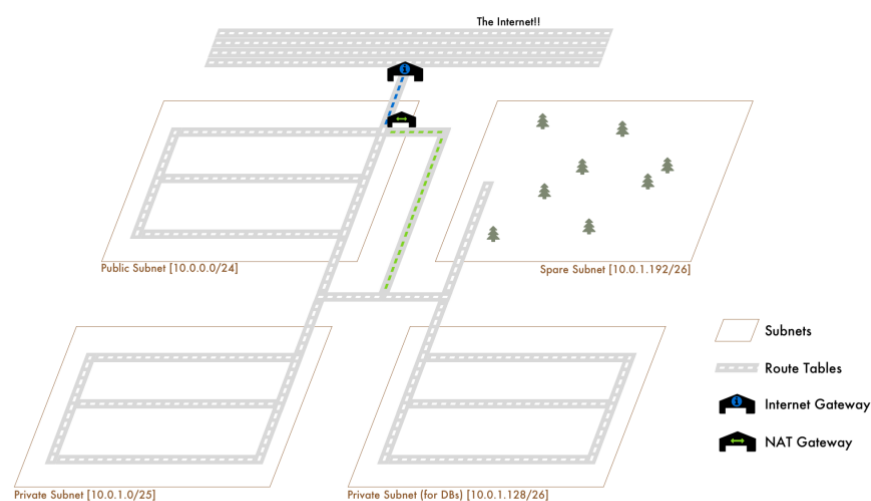 The Internet!!
Public Subnet [10.0.0.0/24]
Spare Subnet [10.0.1.192/26]
Subnets
Route Tables
Internet Gateway
NAT Gateway
Private Subnet [10.0.1.0/25]
Private Subnet (for DBs) [10.0.1.128/26]